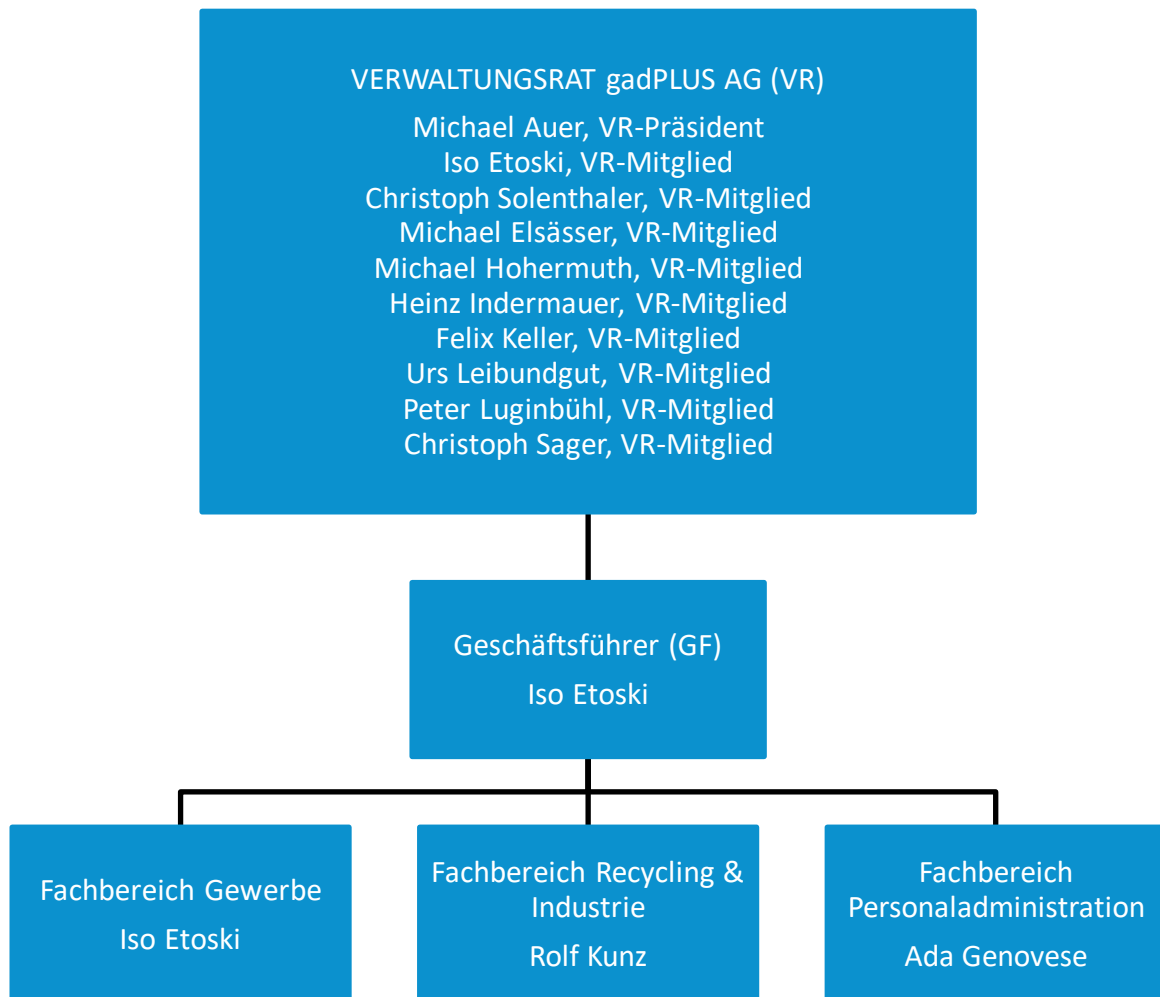 VERWALTUNGSRAT gadPLUS AG (VR)
Michael Auer, VR-Präsident
Iso Etoski, VR-Mitglied
Christoph Solenthaler, VR-Mitglied
Michael Elsässer, VR-Mitglied
Michael Hohermuth, VR-Mitglied
Heinz Indermauer, VR-Mitglied
Felix Keller, VR-Mitglied
Urs Leibundgut, VR-Mitglied
Peter Luginbühl, VR-Mitglied
Christoph Sager, VR-Mitglied
Geschäftsführer (GF)
Iso Etoski
Fachbereich Gewerbe
Iso Etoski
Fachbereich Recycling &
Industrie
Rolf Kunz
Fachbereich
Personaladministration
Ada Genovese